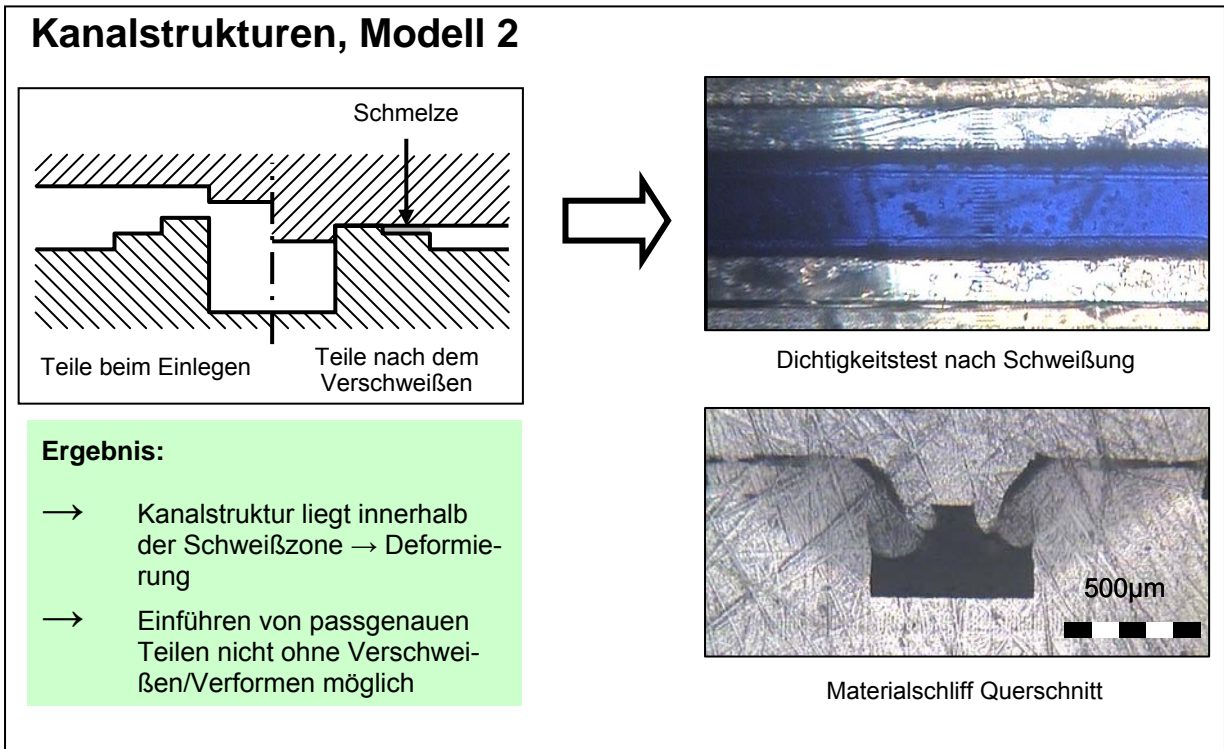 Kanalstrukturen, Modell 2
Schmelze
Teile beim Einlegen
Teile nach dem
Verschweißen
Dichtigkeitstest nach Schweißung
Ergebnis:
→ Kanalstruktur liegt innerhalb
der Schweißzone → Deformie-
rung
→ Einführen von passgenauen
Teilen nicht ohne Verschwei-
ßen/Verformen möglich
500µm
Materialschliff Querschnitt